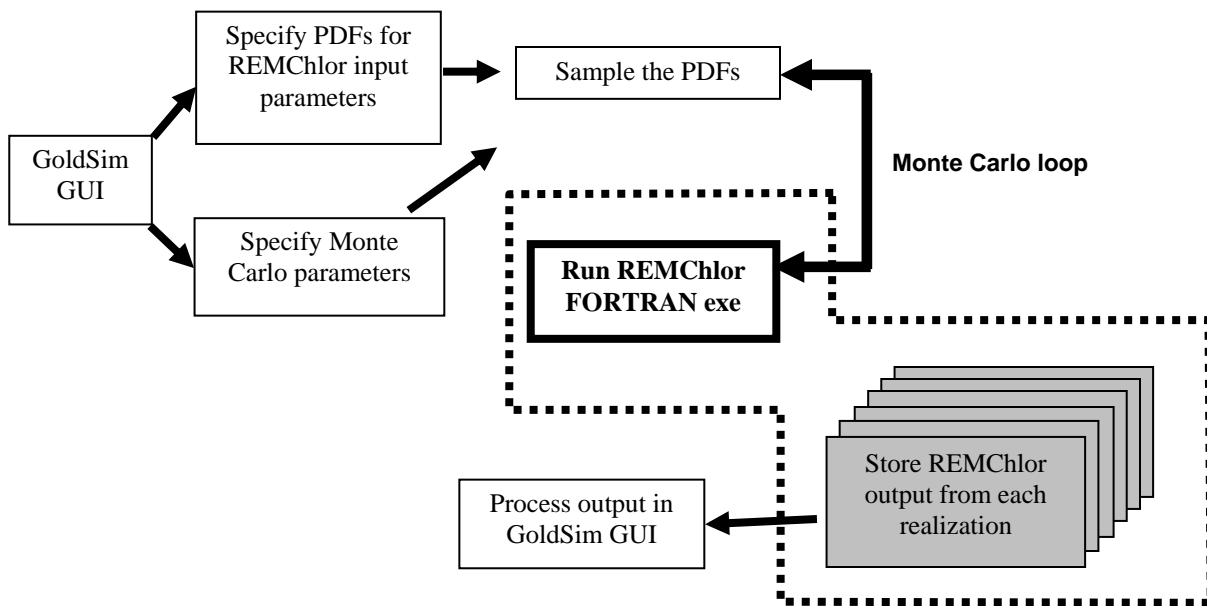 Specify PDFs for
REMChlor input
parameters
Sample the PDFs
GoldSim
GUI
Monte Carlo loop
Specify Monte
Carlo parameters
Run REMChlor
FORTRAN exe
Store REMChlor
output from each
realization
Process output in
GoldSim GUI